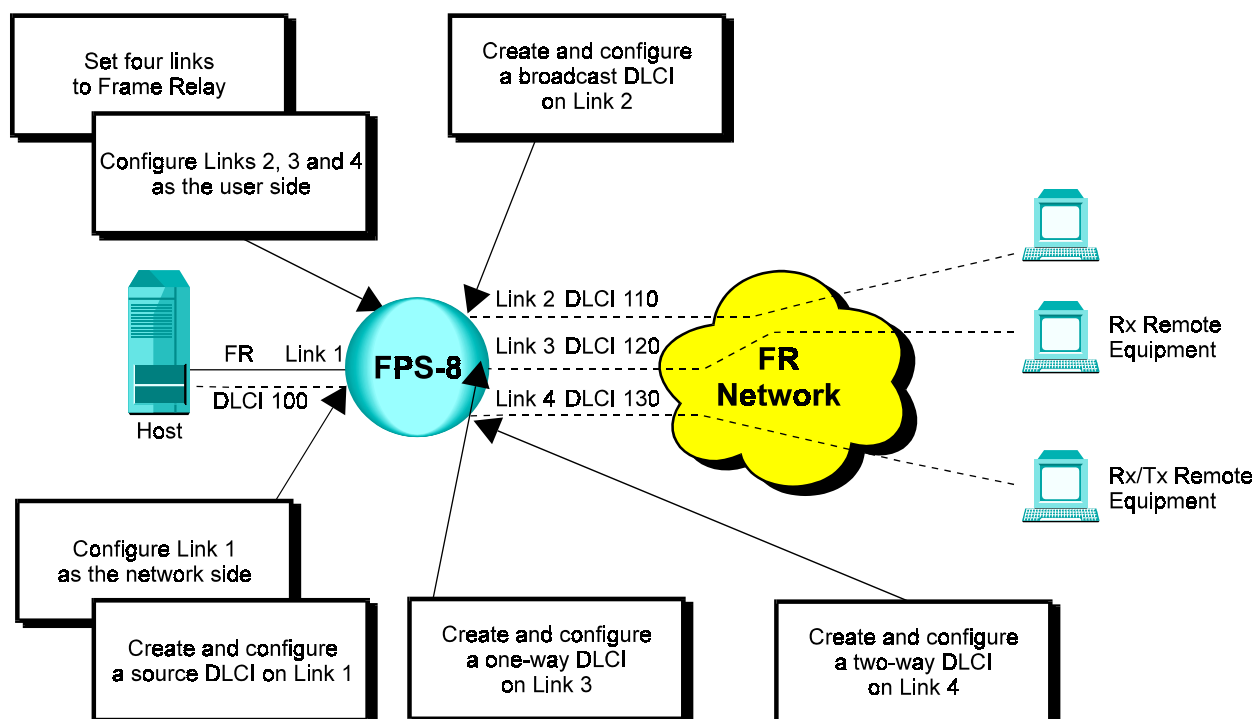 Set four links
to Frame Relay
Configure Links 2, 3 and 4
as the user side
Create and configure
a broadcast DLCI
on Link 2
Link 2 DLCI 110
Link 3 DLCI 120
Link 4 DLCI 130
FR
Link 1
DLCI 100
Host
FPS-8
FR
Network
Rx Remote
Equipment
Rx/Tx Remote
Equipment
Configure Link 1
as the network side
Create and configure
a source DLCI on Link 1
Create and configure
a one-way DLCI
on Link 3
Create and configure
a two-way DLCI
on Link 4